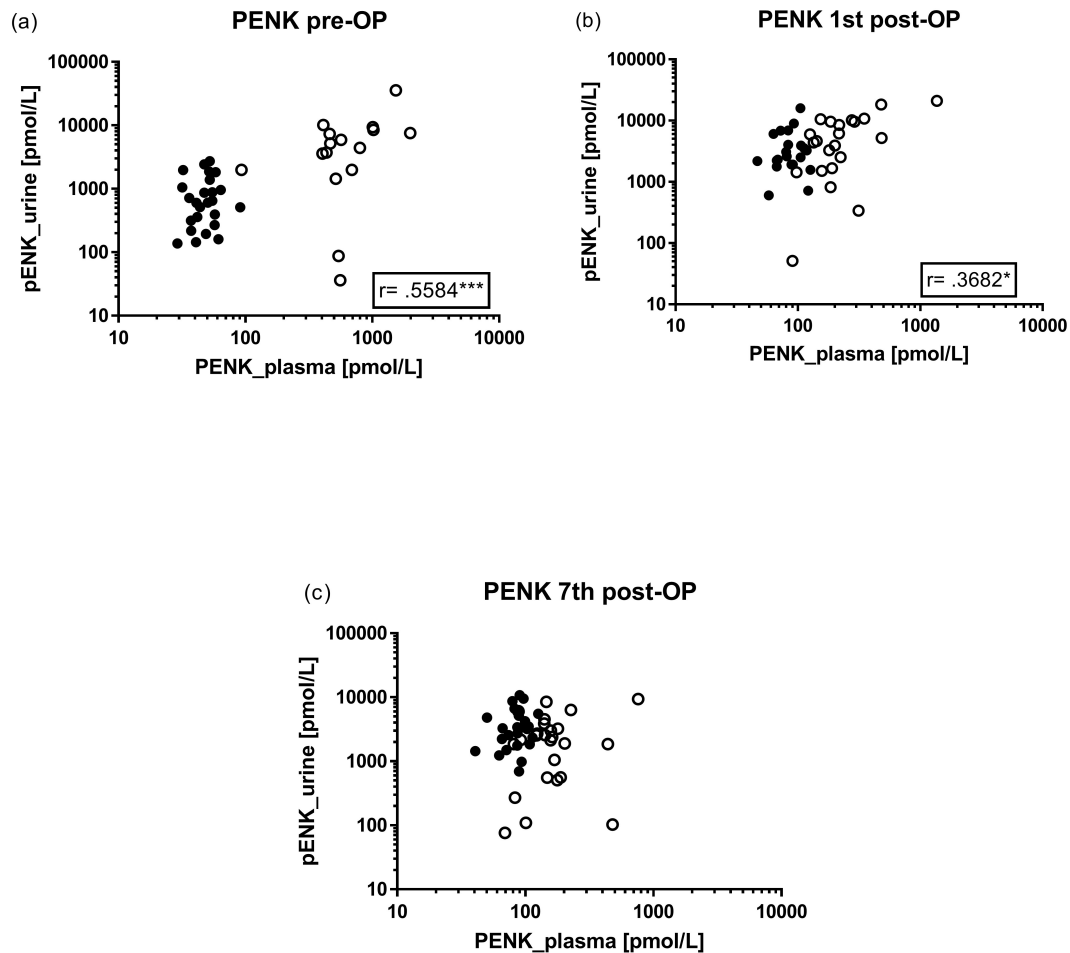 (a)
PENK pre-OP
100000
10000
1000
100
10
pENK_urine [pmol/L]
r= .5584***
10 100 1000 10000
PENK_plasma [pmol/L]
(b)
PENK 1st post-OP
100000
10000
1000
100
10
pENK_urine [pmol/L]
r= .3682*
10 100 1000 10000
PENK_plasma [pmol/L]
(c)
PENK 7th post-OP
100000
10000
1000
100
10
pENK_urine [pmol/L]
10 100 1000 10000
PENK_plasma [pmol/L]